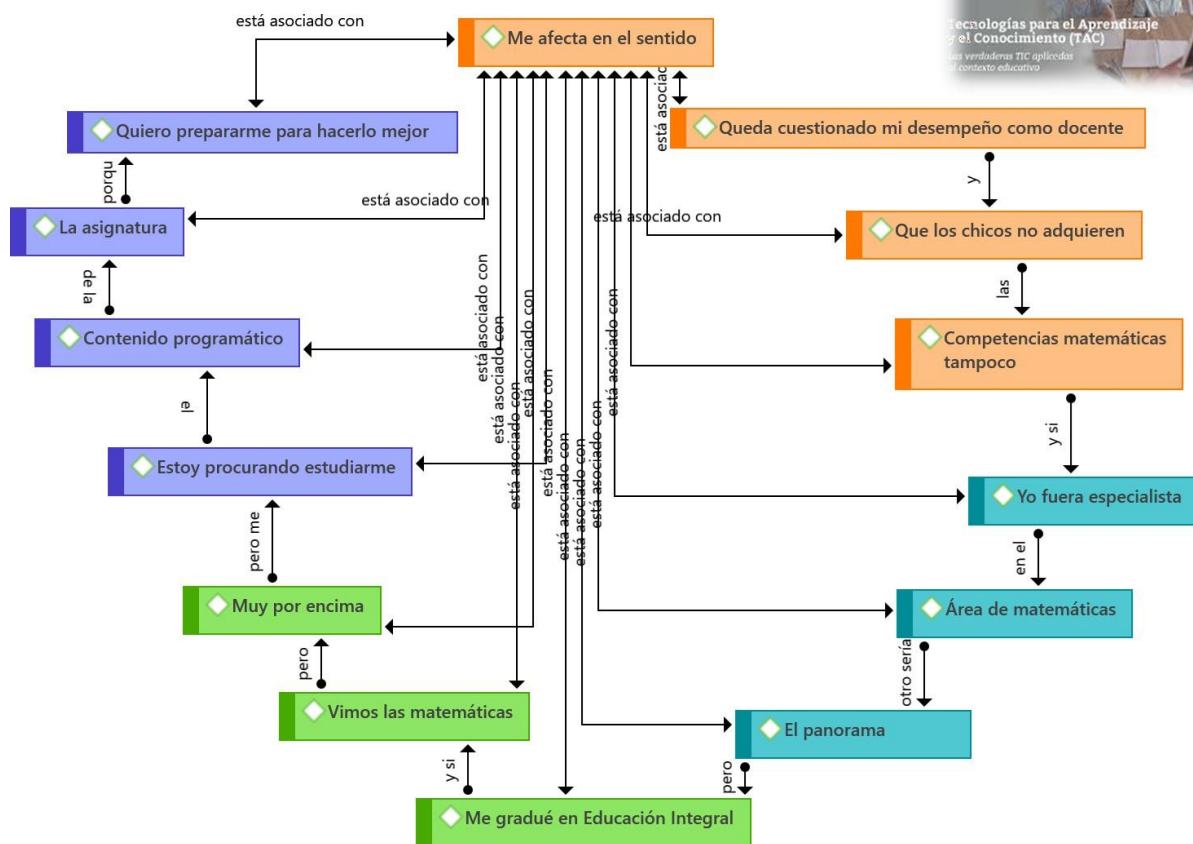 Tecnologías para el Aprendizaje
y el Conocimiento (TAC)
Las verdaderas TIC aplicadas
al contexto educativo
está asociado con
Me afecta en el sentido
está asociad
Queda cuestionado mi desempeño como docente
Quiero prepararme para hacerlo mejor
porqu
y
La asignatura
está asociado con
está asociado con
Que los chicos no adquieren
de la
las
Contenido programático
está asociado con
está asociado con
está asociado con
está asociado con
está asociado con
está asociado con
está asociado con
está asociado con
está asociado con
Competencias matemáticas
tampoco
el
y si
Estoy procurando estudiarme
Yo fuera especialista
pero me
en el
Muy por encima
Área de matemáticas
pero
otro sería
Vimos las matemáticas
El panorama
y si
pero
Me gradué en Educación Integral